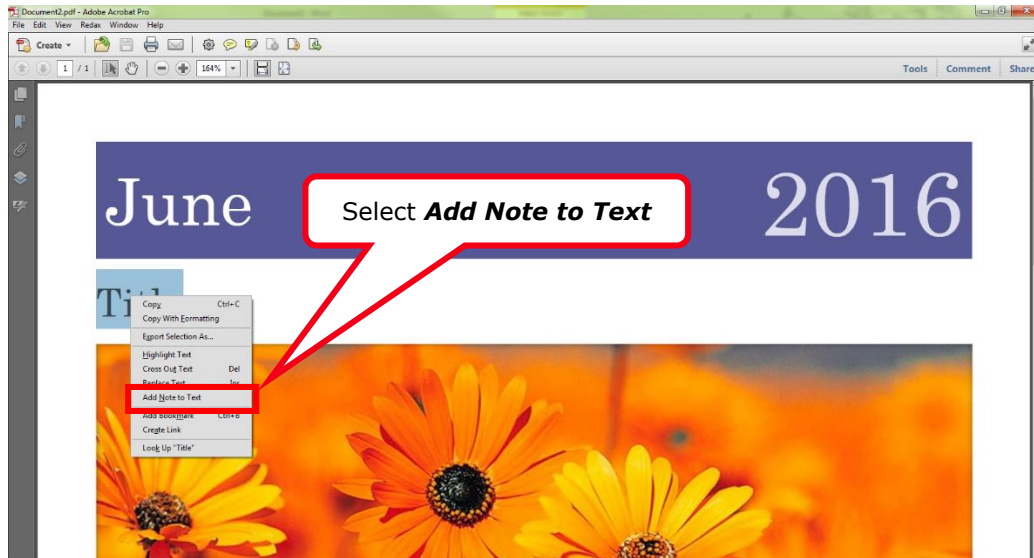 Document2.pdf - Adobe Acrobat Pro
File Edit View Redax Window Help
Create
1 / 1 164% Tools Comment Share
June 2016
Select Add Note to Text
Title
Copy Ctrl+C
Copy With Formatting
Export Selection As...
Highlight Text
Cross Out Text Del
Replace Text Ins
Add Note to Text
Add Bookmark Ctrl+B
Create Link
Look Up "Title"